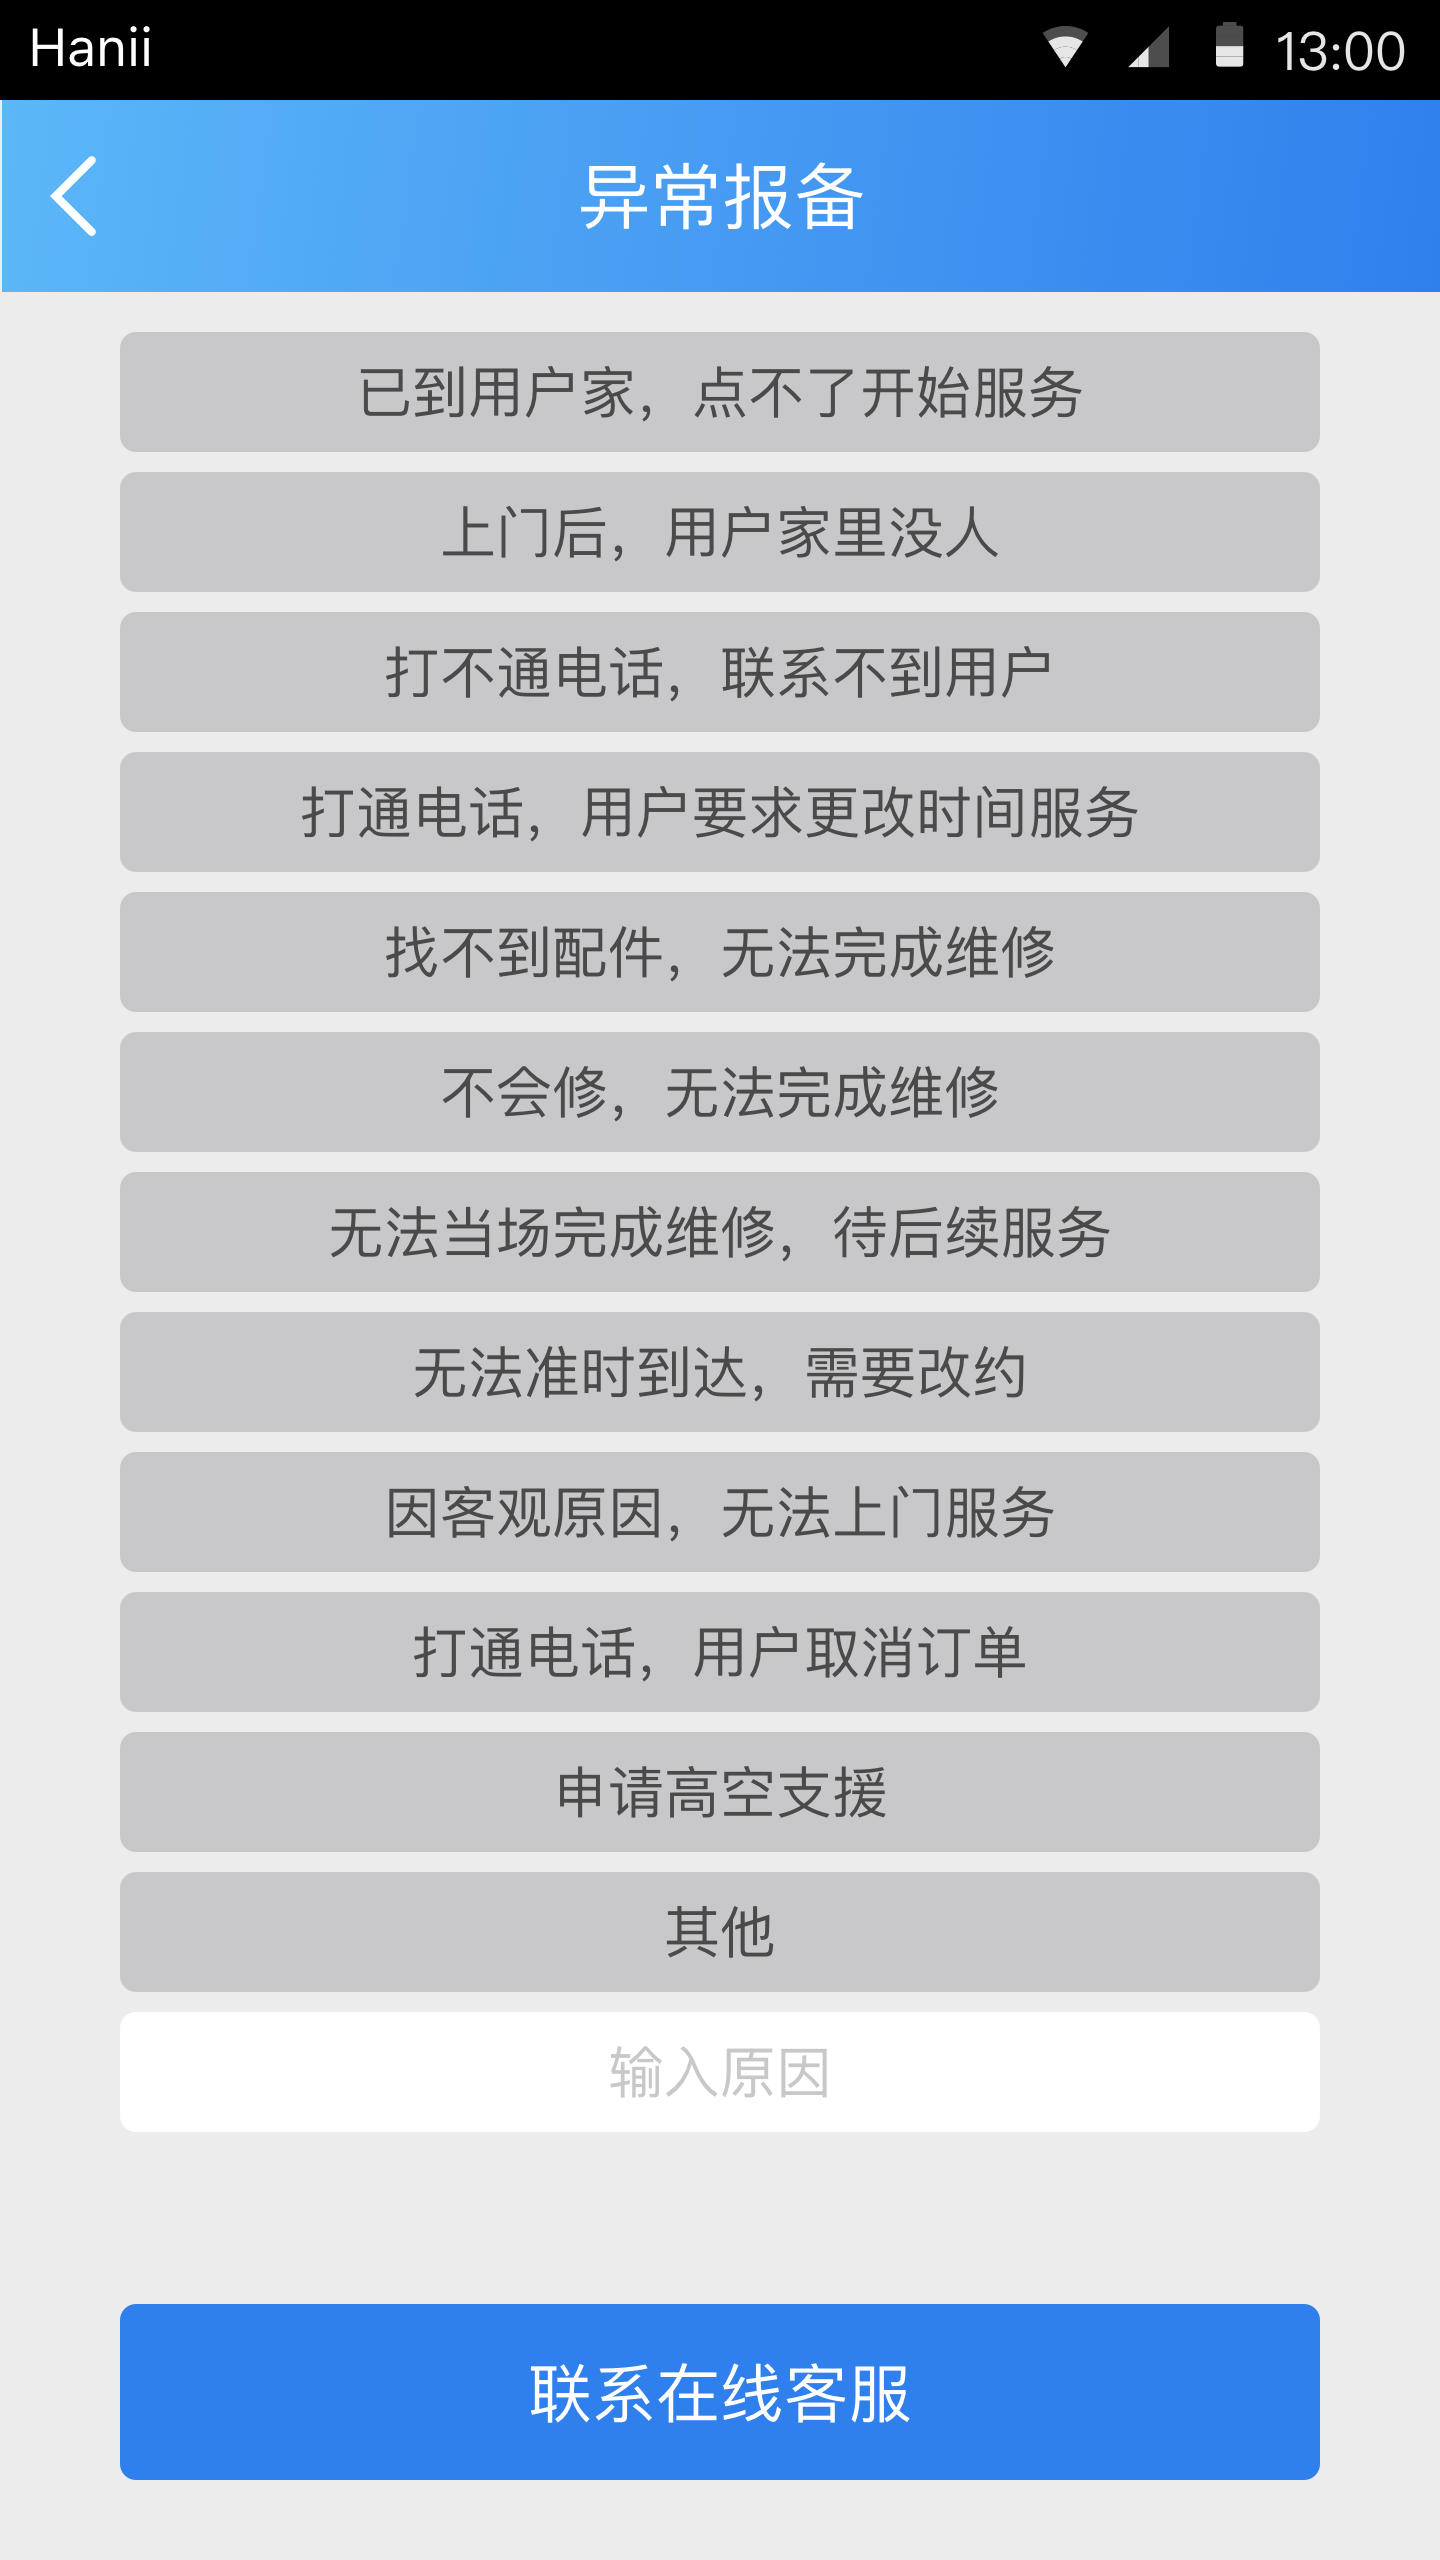 Hanii 13:00
异常报备
已到用户家，点不了开始服务
上门后，用户家里没人
打不通电话，联系不到用户
打通电话，用户要求更改时间服务
找不到配件，无法完成维修
不会修，无法完成维修
无法当场完成维修，待后续服务
无法准时到达，需要改约
因客观原因，无法上门服务
打通电话，用户取消订单
申请高空支援
其他
输入原因
联系在线客服